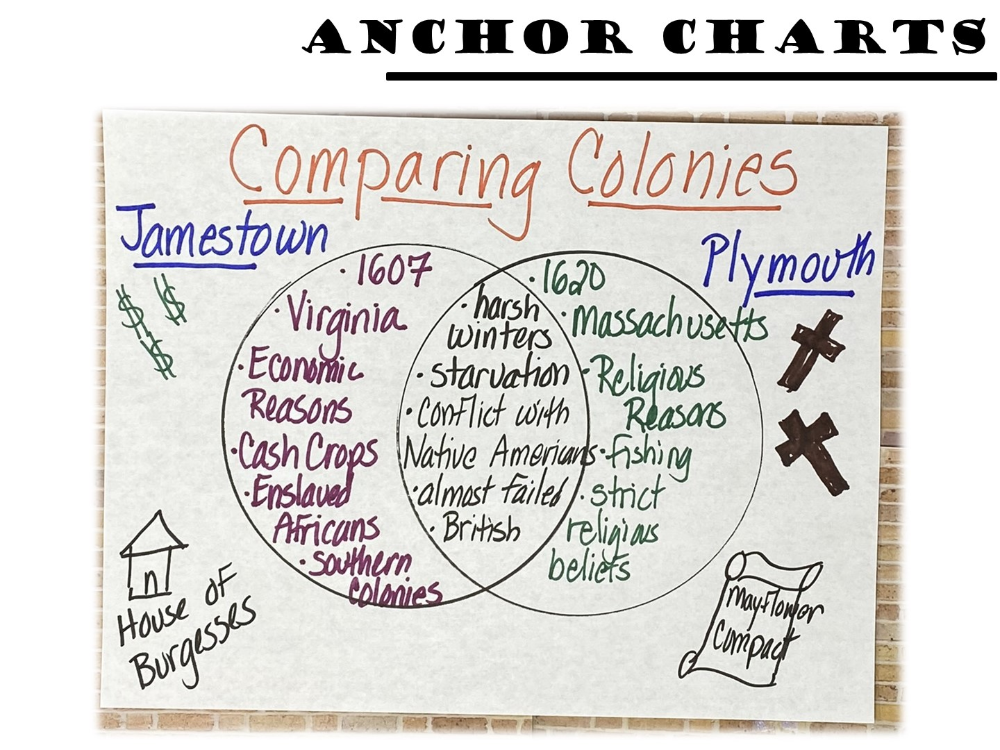 ANCHOR CHARTS
Comparing Colonies
Jamestown
$ $
$
· 1607
· Virginia
· Economic
Reasons
· Cash Crops
· Enslaved
Africans
· Southern
Colonies
House of
Burgesses
· harsh
winters
· starvation
· Conflict with
Native Americans
· almost failed
· British
Plymouth
· 1620
· Massachusetts
· Religious
Reasons
· fishing
· strict
religious
beliefs
Mayflower
Compact